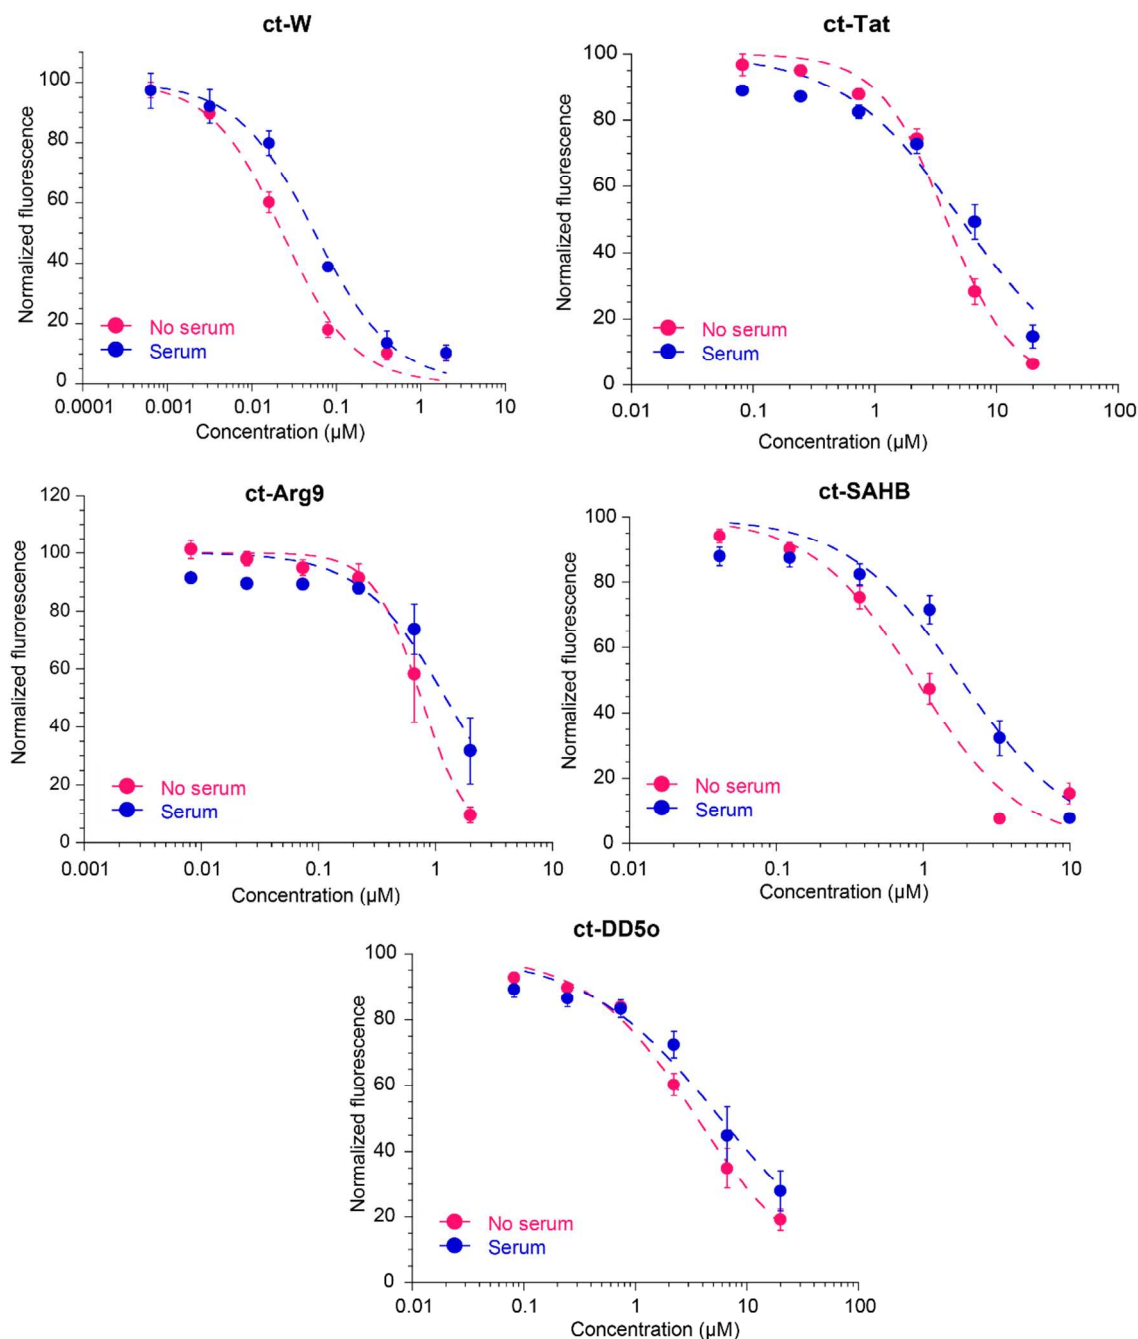 ct-W
Normalized fluorescence
100
80
60
40
20
0
No serum
Serum
0.0001 0.001 0.01 0.1 1 10
Concentration (µM)
ct-Tat
Normalized fluorescence
100
80
60
40
20
0
No serum
Serum
0.01 0.1 1 10 100
Concentration (µM)
ct-Arg9
Normalized flurorescence
120
100
80
60
40
20
0
No serum
Serum
0.001 0.01 0.1 1 10
Concentration (µM)
ct-SAHB
Normalized fluorescence
100
80
60
40
20
0
No serum
Serum
0.01 0.1 1 10
Concentration (µM)
ct-DD5o
Normalized fluorescence
100
80
60
40
20
0
No serum
Serum
0.01 0.1 1 10 100
Concentration (µM)